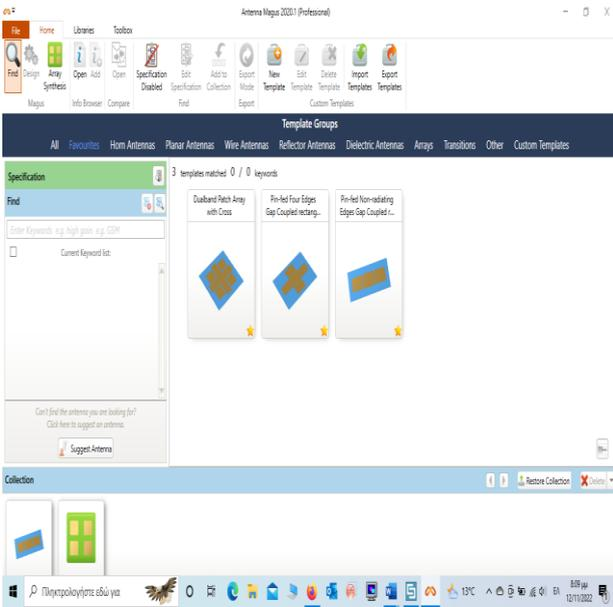 Antenna Magus 2020.1 (Professional)
File Home Libraries Toolbox
Find Design Array Synthesis Open Add Open Specification Disabled Edit Specification Add to Collection Export Mode New Template Edit Template Delete Template Import Templates Export Templates
Magus Info Browser Compare Find Export Custom Templates
Template Groups
All Favourites Horn Antennas Planar Antennas Wire Antennas Reflector Antennas Dielectric Antennas Arrays Transitions Other Custom Templates
Specification
3 templates matched 0 / 0 keywords
Find
Enter Keywords e.g. high gain e.g. GSM
Current Keyword list:
Dualband Patch Array with Cross
Pin-fed Four Edges Gap Coupled rectang...
Pin-fed Non-radiating Edges Gap Coupled r...
Can't find the antenna you are looking for?
Click here to suggest an antenna.
Suggest Antenna
Collection Restore Collection Delete
Πληκτρολογήστε εδώ για 13°C 8:09 μμ
12/11/2022